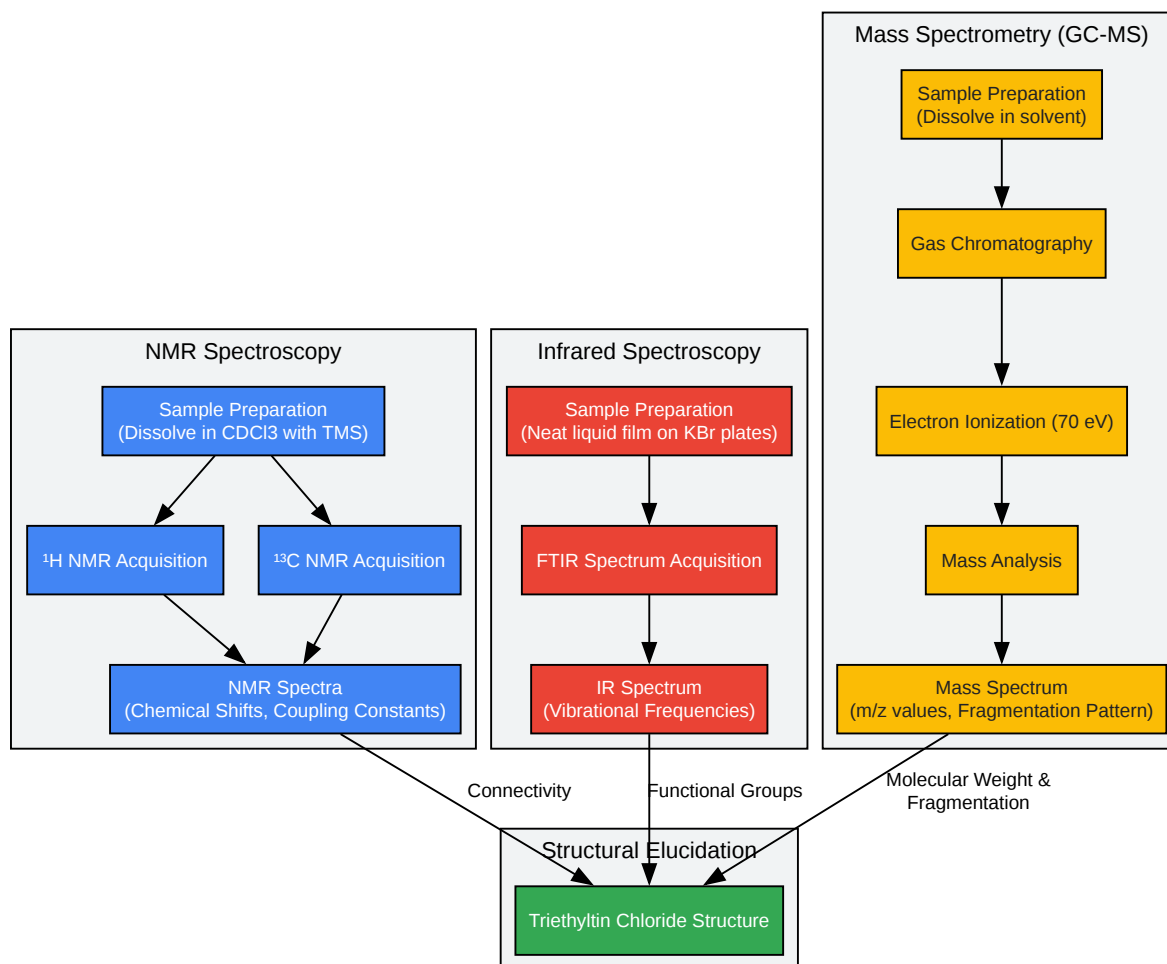 Mass Spectrometry (GC-MS)
Sample Preparation
(Dissolve in solvent)
Gas Chromatography
Electron Ionization (70 eV)
Mass Analysis
Mass Spectrum
(m/z values, Fragmentation Pattern)
NMR Spectroscopy
Sample Preparation
(Dissolve in CDCl3 with TMS)
¹H NMR Acquisition
¹³C NMR Acquisition
NMR Spectra
(Chemical Shifts, Coupling Constants)
Infrared Spectroscopy
Sample Preparation
(Neat liquid film on KBr plates)
FTIR Spectrum Acquisition
IR Spectrum
(Vibrational Frequencies)
Connectivity
Functional Groups
Molecular Weight &
Fragmentation
Structural Elucidation
Triethyltin Chloride Structure